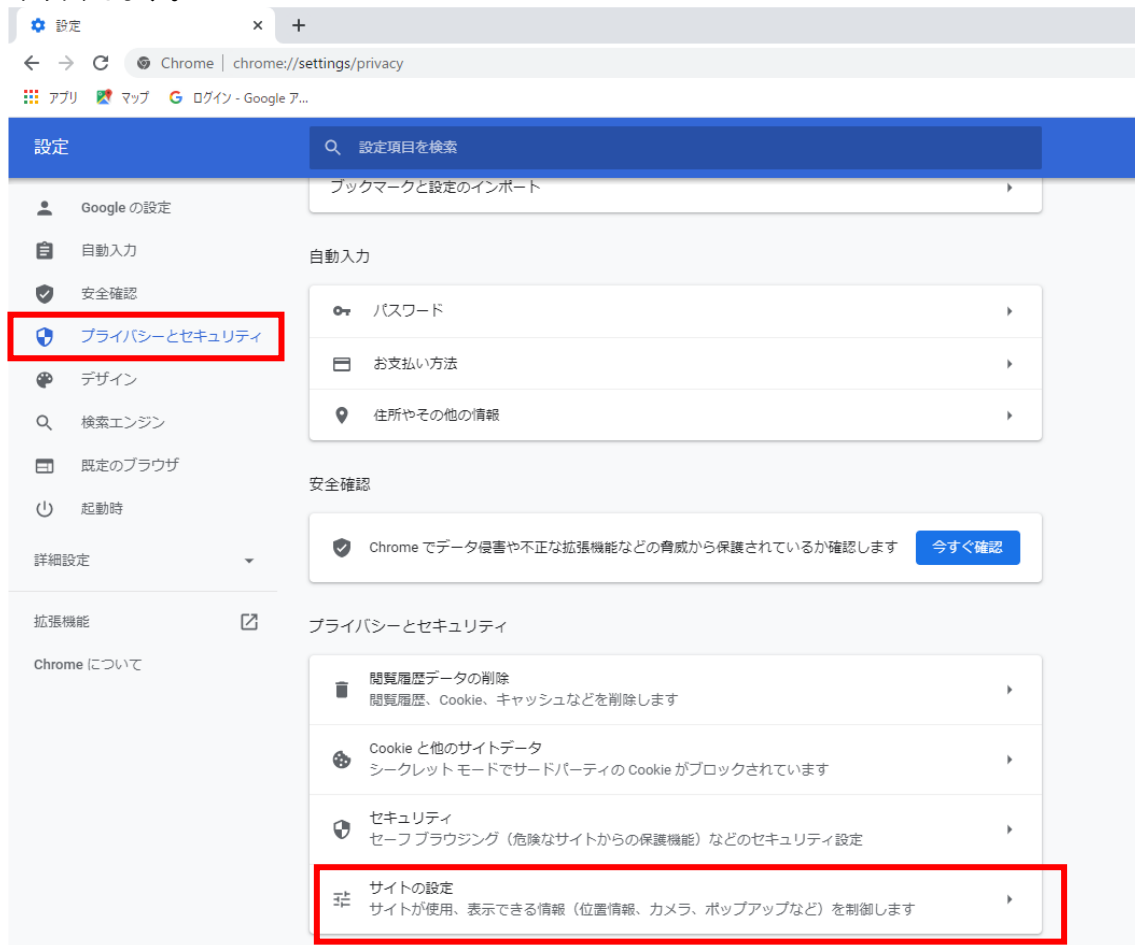 設定
Chrome | chrome://settings/privacy
アプリ マップ ログイン - Google ア...
設定
設定項目を検索
Google の設定
自動入力
安全確認
プライバシーとセキュリティ
デザイン
検索エンジン
既定のブラウザ
起動時
詳細設定
拡張機能
Chrome について
ブックマークと設定のインポート
自動入力
パスワード
お支払い方法
住所やその他の情報
安全確認
Chrome でデータ侵害や不正な拡張機能などの脅威から保護されているか確認します 今すぐ確認
プライバシーとセキュリティ
閲覧履歴データの削除
閲覧履歴、Cookie、キャッシュなどを削除します
Cookie と他のサイトデータ
シークレット モードでサードパーティの Cookie がブロックされています
セキュリティ
セーフ ブラウジング（危険なサイトからの保護機能）などのセキュリティ設定
サイトの設定
サイトが使用、表示できる情報（位置情報、カメラ、ポップアップなど）を制御します